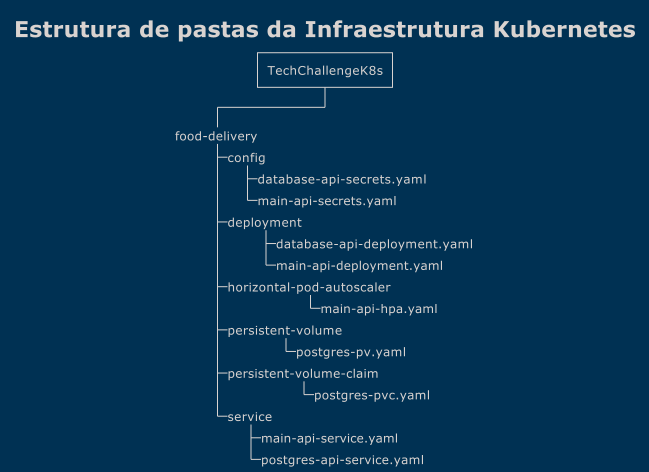 Estrutura de pastas da Infraestrutura Kubernetes
TechChallengeK8s
food-delivery
config
database-api-secrets.yaml
main-api-secrets.yaml
deployment
database-api-deployment.yaml
main-api-deployment.yaml
horizontal-pod-autoscaler
main-api-hpa.yaml
persistent-volume
postgres-pv.yaml
persistent-volume-claim
postgres-pvc.yaml
service
main-api-service.yaml
postgres-api-service.yaml